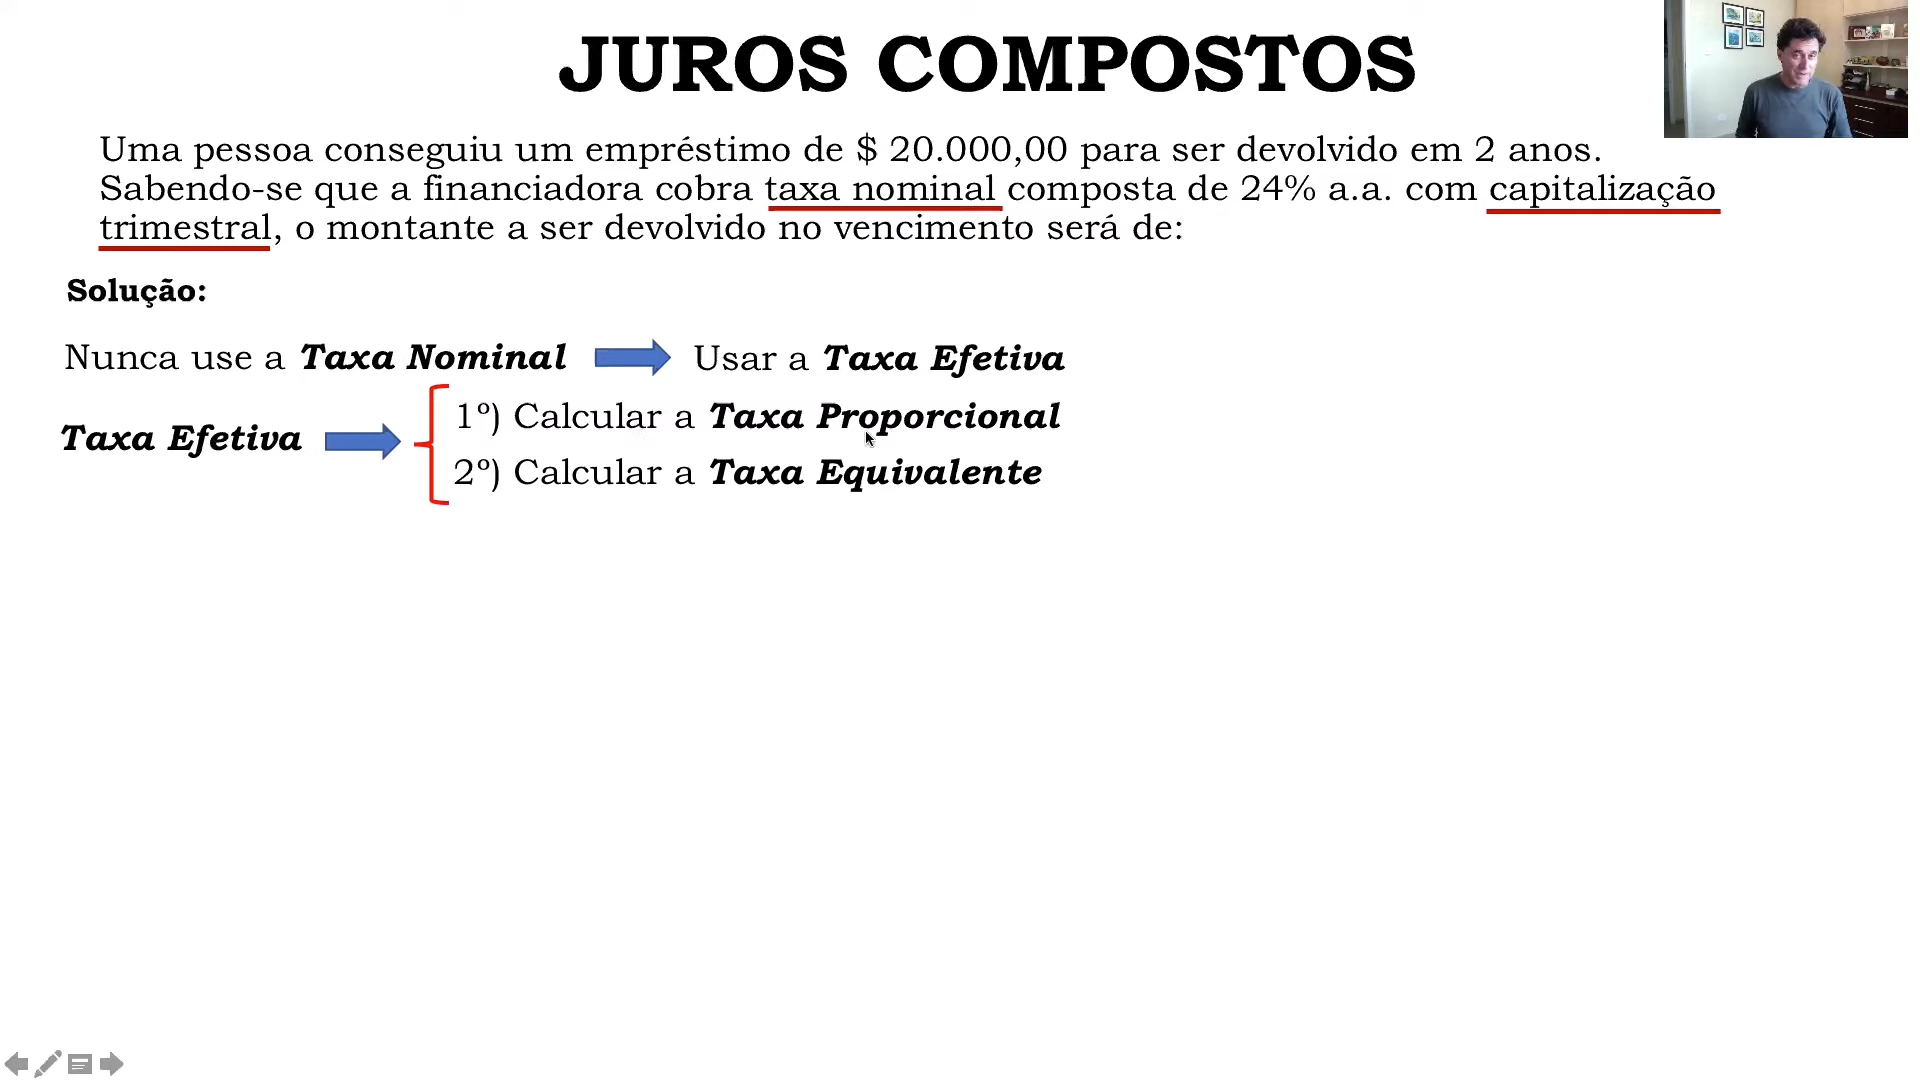 JUROS COMPOSTOS
Uma pessoa conseguiu um empréstimo de $ 20.000,00 para ser devolvido em 2 anos.
Sabendo-se que a financiadora cobra taxa nominal composta de 24% a.a. com capitalização
trimestral, o montante a ser devolvido no vencimento será de:
Solução:
Nunca use a Taxa Nominal Usar a Taxa Efetiva
Taxa Efetiva
1º) Calcular a Taxa Proporcional
2º) Calcular a Taxa Equivalente